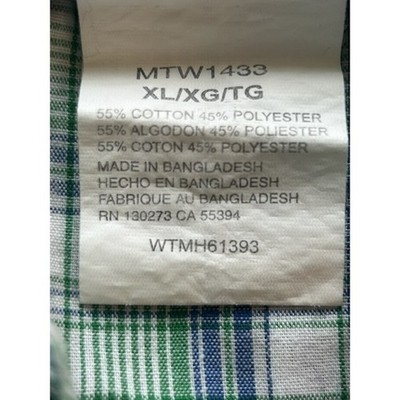 MTW1433
XL/XG/TG
55% COTTON 45% POLYESTER
55% ALGODON 45% POLIESTER
55% COTON 45% POLYESTER
MADE IN BANGLADESH
HECHO EN BANGLADESH
FABRIQUE AU BANGLADESH
RN 130273 CA 55394
WTMH61393